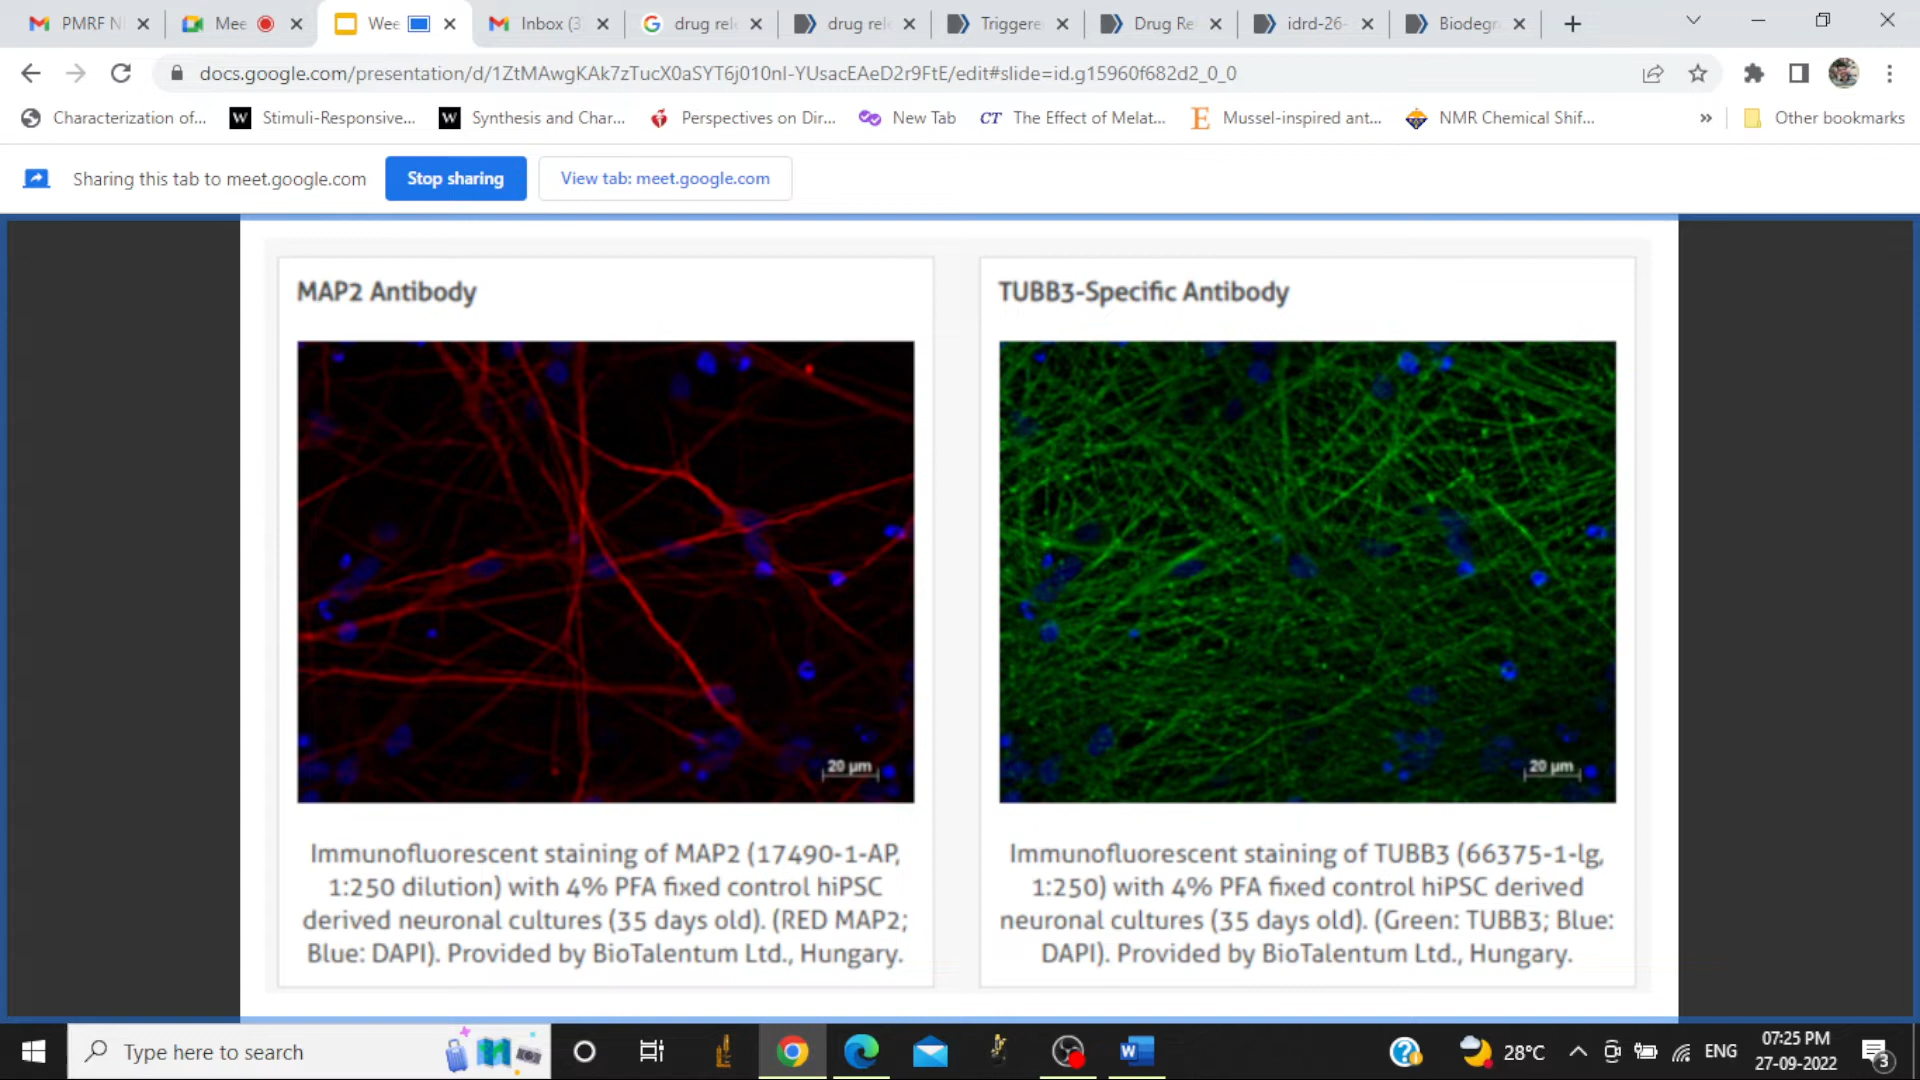 PMRF N
Mee
Wee
Inbox (3
drug rele
drug rele
Triggere
Drug Re
idrd-26-
Biodegr
docs.google.com/presentation/d/1ZtMAwgKAk7zTucX0aSYT6j010nI-YUsacEAeD2r9FtE/edit#slide=id.g15960f682d2_0_0
Characterization of...
W Stimuli-Responsive...
W Synthesis and Char...
Perspectives on Dir...
New Tab
CT The Effect of Melat...
E Mussel-inspired ant...
NMR Chemical Shif...
»
Other bookmarks
Sharing this tab to meet.google.com
Stop sharing
View tab: meet.google.com
MAP2 Antibody
20 µm
Immunofluorescent staining of MAP2 (17490-1-AP,
1:250 dilution) with 4% PFA fixed control hiPSC
derived neuronal cultures (35 days old). (RED MAP2;
Blue: DAPI). Provided by BioTalentum Ltd., Hungary.
TUBB3-Specific Antibody
20 µm
Immunofluorescent staining of TUBB3 (66375-1-Ig,
1:250) with 4% PFA fixed control hiPSC derived
neuronal cultures (35 days old). (Green: TUBB3; Blue:
DAPI). Provided by BioTalentum Ltd., Hungary.
Type here to search
28°C
ENG
07:25 PM
27-09-2022
3